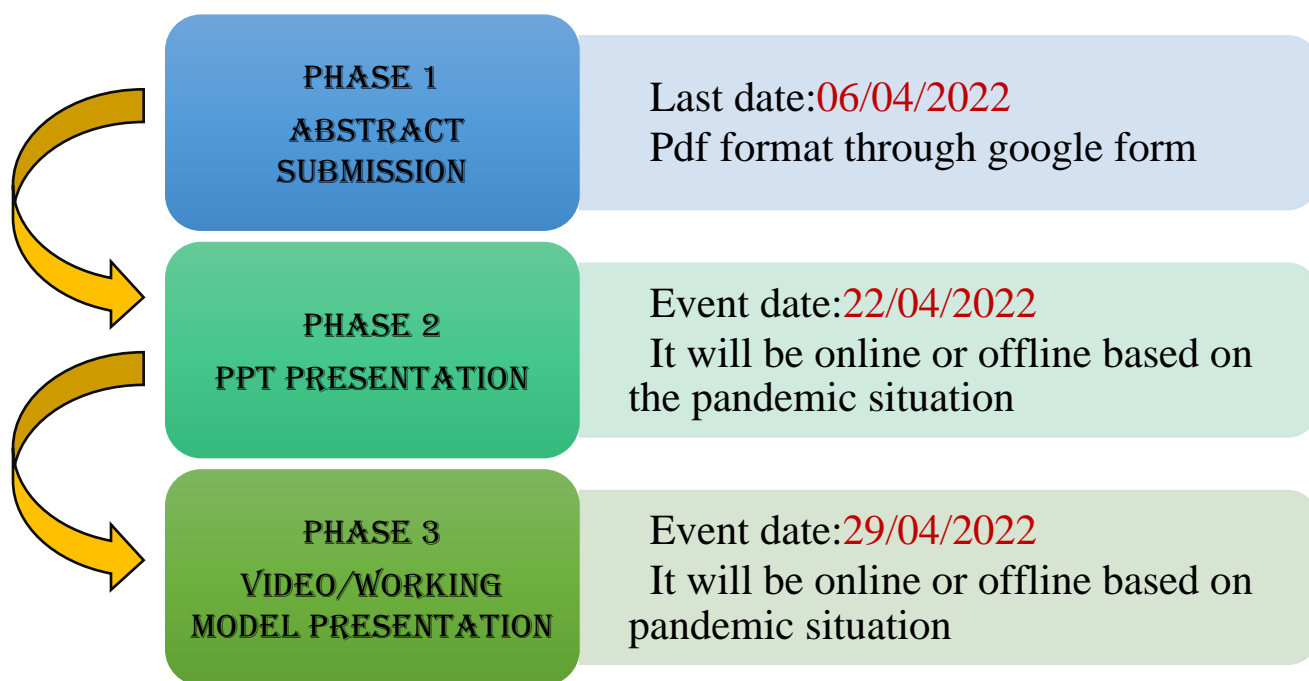 PHASE 1
ABSTRACT
SUBMISSION
Last date:06/04/2022
Pdf format through google form
PHASE 2
PPT PRESENTATION
Event date:22/04/2022
It will be online or offline based on
the pandemic situation
PHASE 3
VIDEO/WORKING
MODEL PRESENTATION
Event date:29/04/2022
It will be online or offline based on
pandemic situation